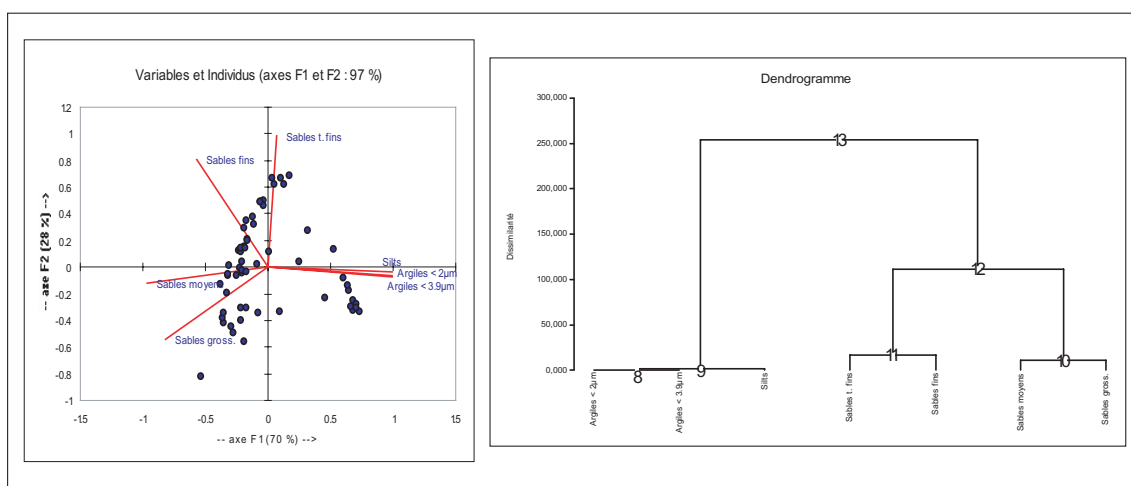 Variables et Individus (axes F1 et F2 : 97 %)
12
1
0.8
0.6
0.4
0.2
0
-0.2
-0.4
-0.6
-0.8
-1
-- axe F2 (28 %) -->
Sables t. fins
Sables fins
Silts
Argiles < 2µm
Argiles < 3.9µm
Sables moyens
Sables gross.
-15
-1
-0.5
0
0.5
1
15
-- axe F1 (70 %) -->
Dendrogramme
300,000
250,000
200,000
150,000
100,000
50,000
0,000
Dissimilarité
13
12
11
10
9
8
Argiles < 2µm
Argiles < 3.9µm
Silts
Sables t. fins
Sables fins
Sables moyens
Sables gross.